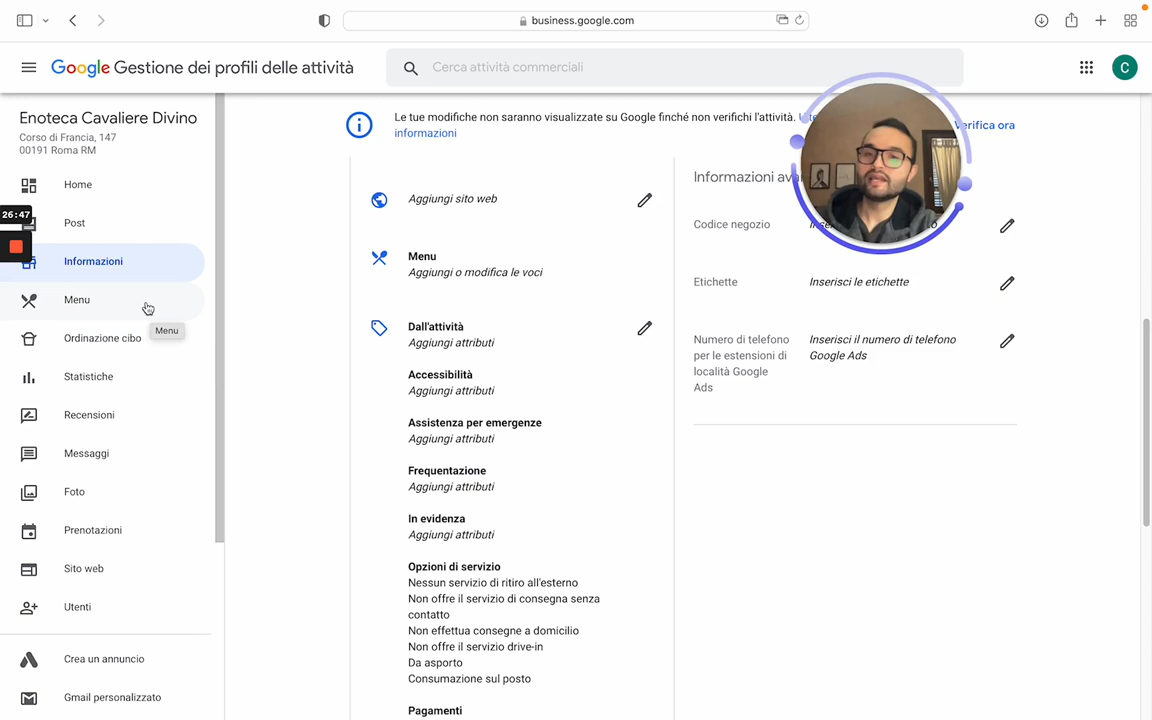 business.google.com
Google Gestione dei profili delle attività
Cerca attività commerciali
C
Enoteca Cavaliere Divino
Corso di Francia, 147
00191 Roma RM
Home
26:47
Post
Informazioni
Menu
Menu
Ordinazione cibo
Statistiche
Recensioni
Messaggi
Foto
Prenotazioni
Sito web
Utenti
Crea un annuncio
Gmail personalizzato
Le tue modifiche non saranno visualizzate su Google finché non verifichi l'attività.
informazioni
Verifica ora
Aggiungi sito web
Menu
Aggiungi o modifica le voci
Dall'attività
Aggiungi attributi
Accessibilità
Aggiungi attributi
Assistenza per emergenze
Aggiungi attributi
Frequentazione
Aggiungi attributi
In evidenza
Aggiungi attributi
Opzioni di servizio
Nessun servizio di ritiro all'esterno
Non offre il servizio di consegna senza
contatto
Non effettua consegne a domicilio
Non offre il servizio drive-in
Da asporto
Consumazione sul posto
Pagamenti
Informazioni
Codice negozio
Etichette
Inserisci le etichette
Numero di telefono
per le estensioni di
località Google
Ads
Inserisci il numero di telefono
Google Ads